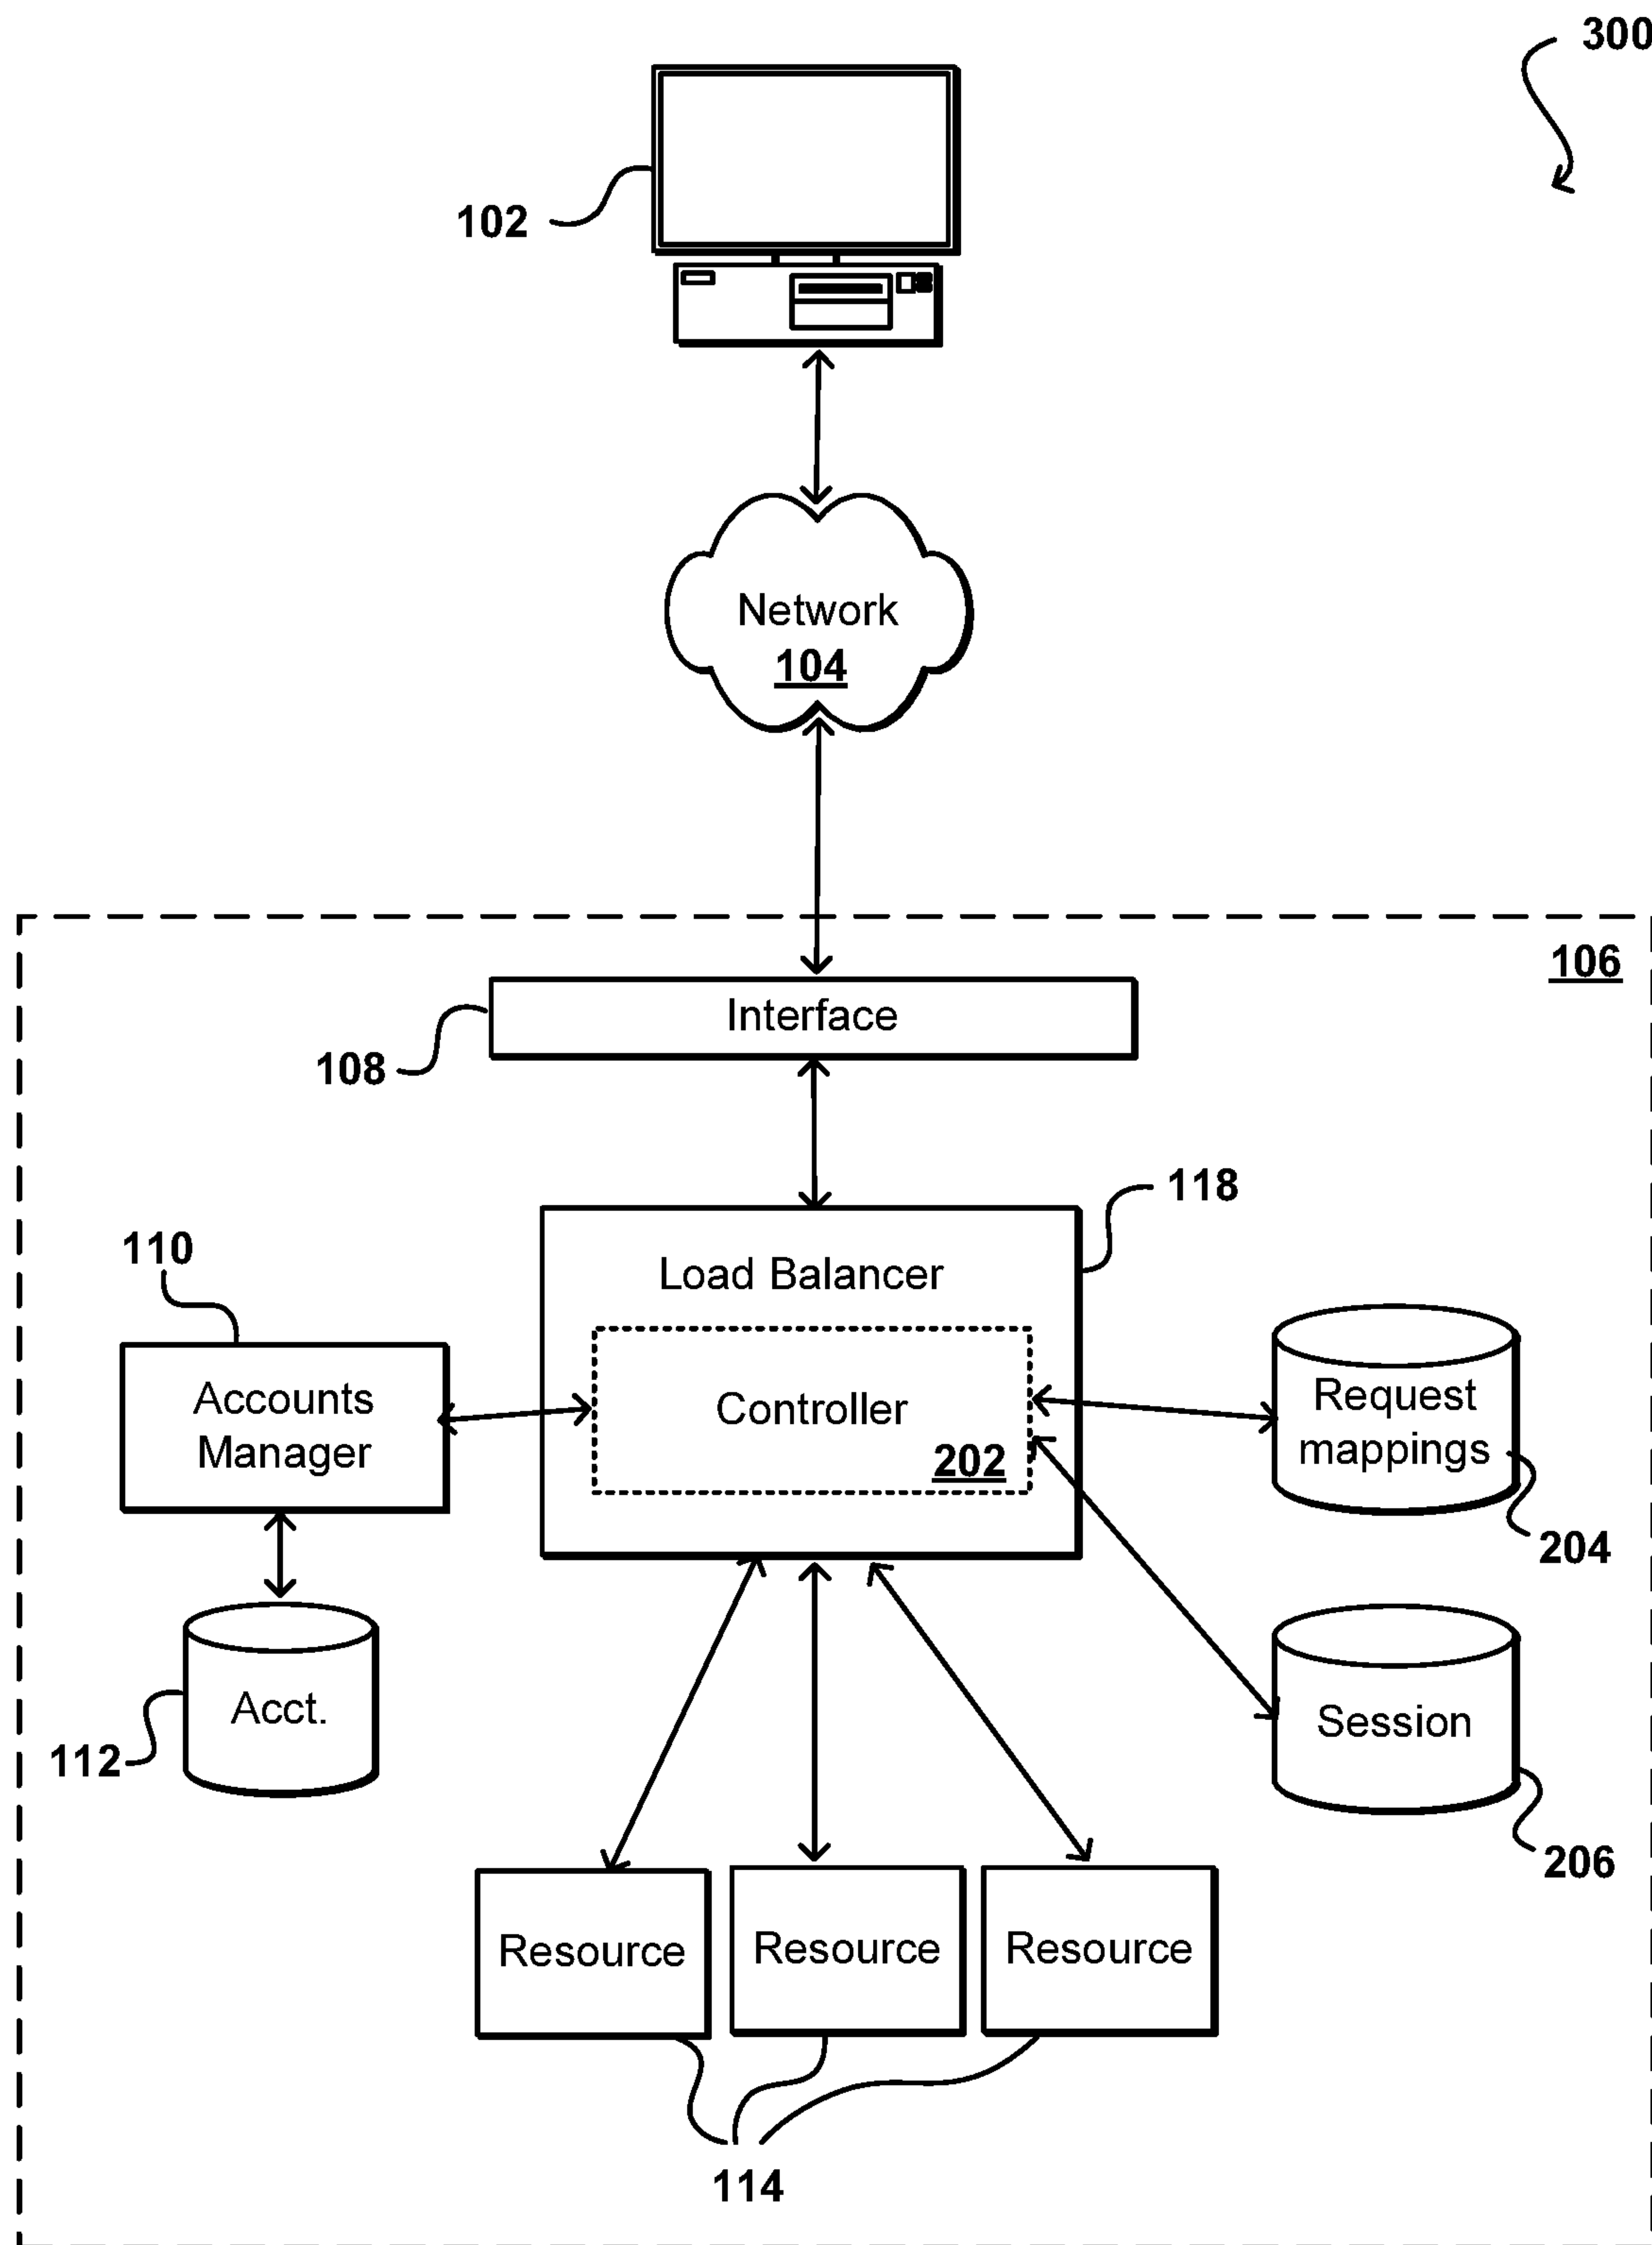 300
102
Network
104
106
Interface
108
118
110
Load Balancer
Accounts
Manager
Controller
202
Request
mappings
204
Acct.
112
Session
206
Resource
Resource
Resource
114